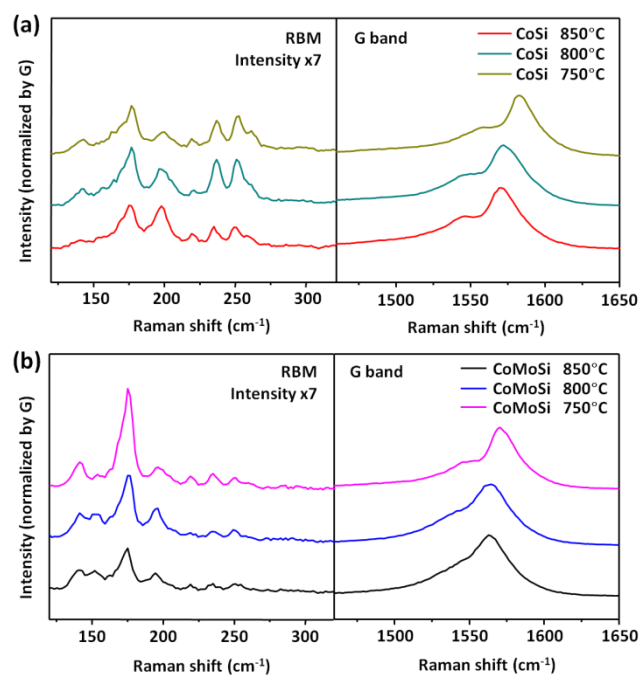 (a)
RBM
Intensity x7
G band
CoSi 850°C
CoSi 800°C
CoSi 750°C
Intensity (normalized by G)
150 200 250 300 1500 1550 1600 1650
Raman shift (cm⁻¹) Raman shift (cm⁻¹)
(b)
RBM
Intensity x7
G band
CoMoSi 850°C
CoMoSi 800°C
CoMoSi 750°C
Intensity (normalized by G)
150 200 250 300 1500 1550 1600 1650
Raman shift (cm⁻¹) Raman shift (cm⁻¹)